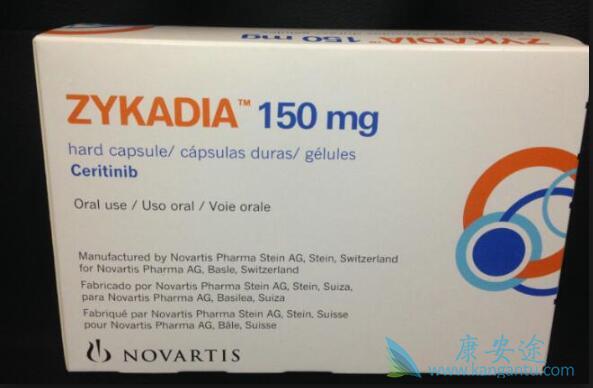 ZYKADIA™ 150 mg
ZYKADIA™ 150 mg
hard capsule/ cápsulas duras/ gélules
Ceritinib
Oral use / Uso oral / Voie orale
Manufactured by Novartis Pharma Stein AG, Stein, Switzerland
for Novartis Pharma AG, Basle, Switzerland
Fabricado por Novartis Pharma Stein AG, Stein, Suiza,
para Novartis Pharma AG, Basilea, Suiza
Fabriqué par Novartis Pharma Stein AG, Stein, Suisse
pour Novartis Pharma AG, Bâle, Suisse
NOVARTIS
康安途
www.kangantu.com